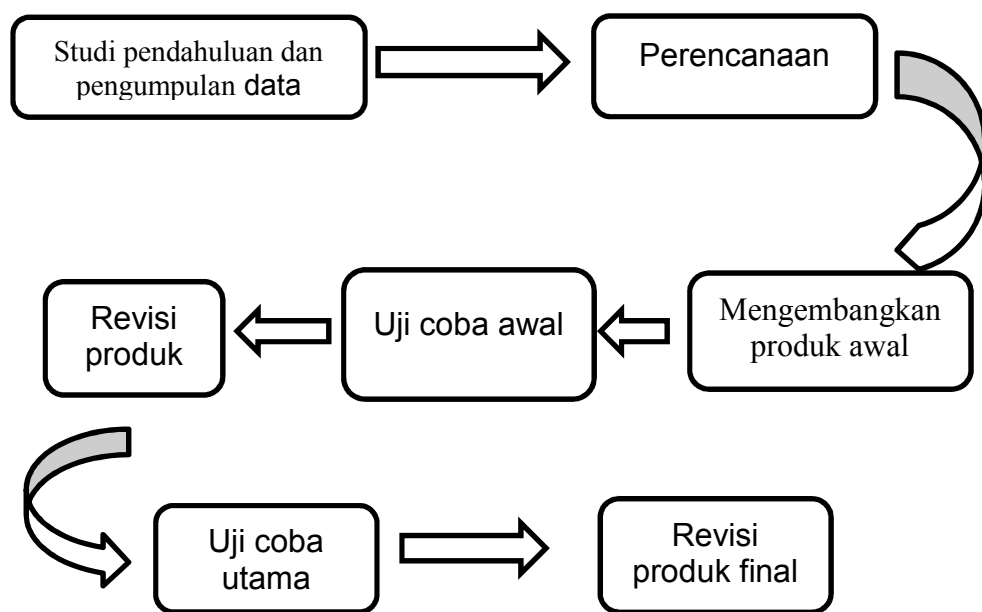 Studi pendahuluan dan
pengumpulan data
Perencanaan
Mengembangkan
produk awal
Uji coba awal
Revisi
produk
Uji coba
utama
Revisi
produk final